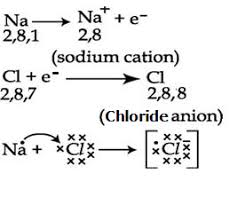 Na ⟶ Na⁺ + e⁻
2,8,1 2,8
(sodium cation)
Cl + e⁻ ⟶ Cl
2,8,7 2,8,8
(Chloride anion)
Na + ××Cl×× ⟶ [××Cl××]